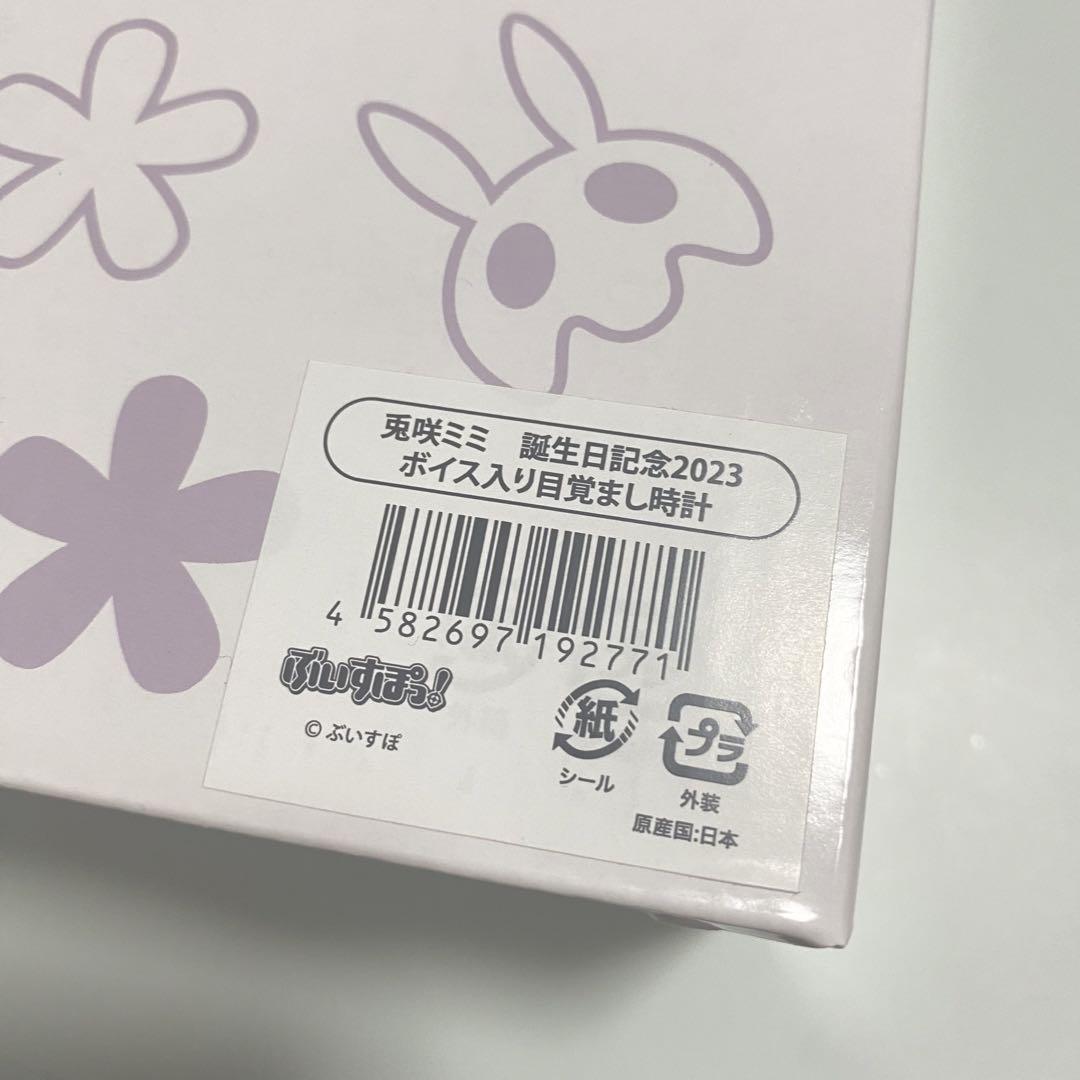 兎咲ミミ　誕生日記念2023
ボイス入り目覚まし時計
4 582697 192771
ぶいすぽっ!
© ぶいすぽ
紙
シール
プラ
外装
原産国:日本